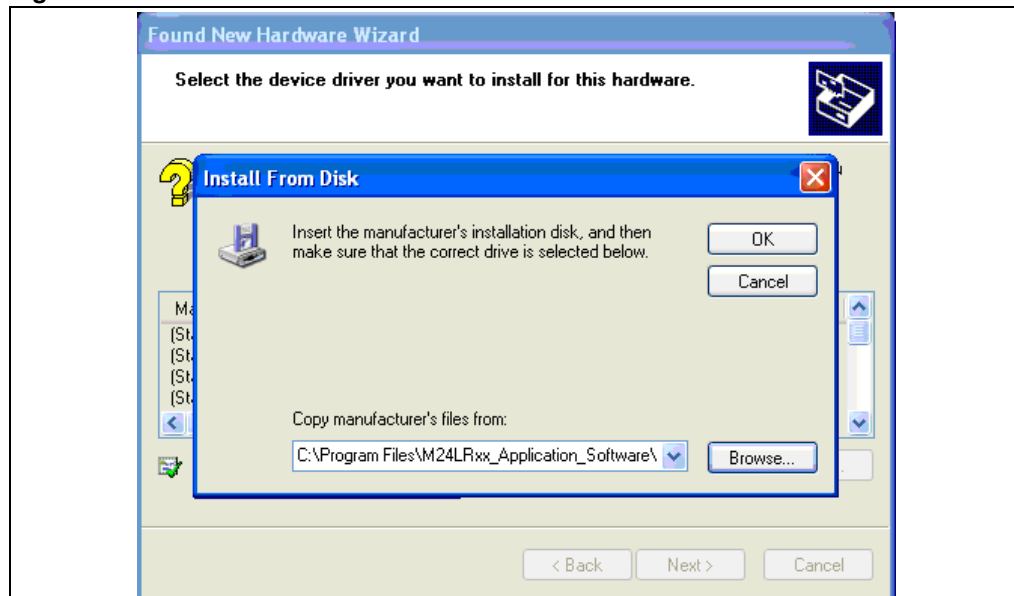 Found New Hardware Wizard
Select the device driver you want to install for this hardware.
Install From Disk
Insert the manufacturer's installation disk, and then
make sure that the correct drive is selected below.
OK
Cancel
Copy manufacturer's files from:
C:\Program Files\M24LRxx_Application_Software\
Browse...
< Back
Next >
Cancel